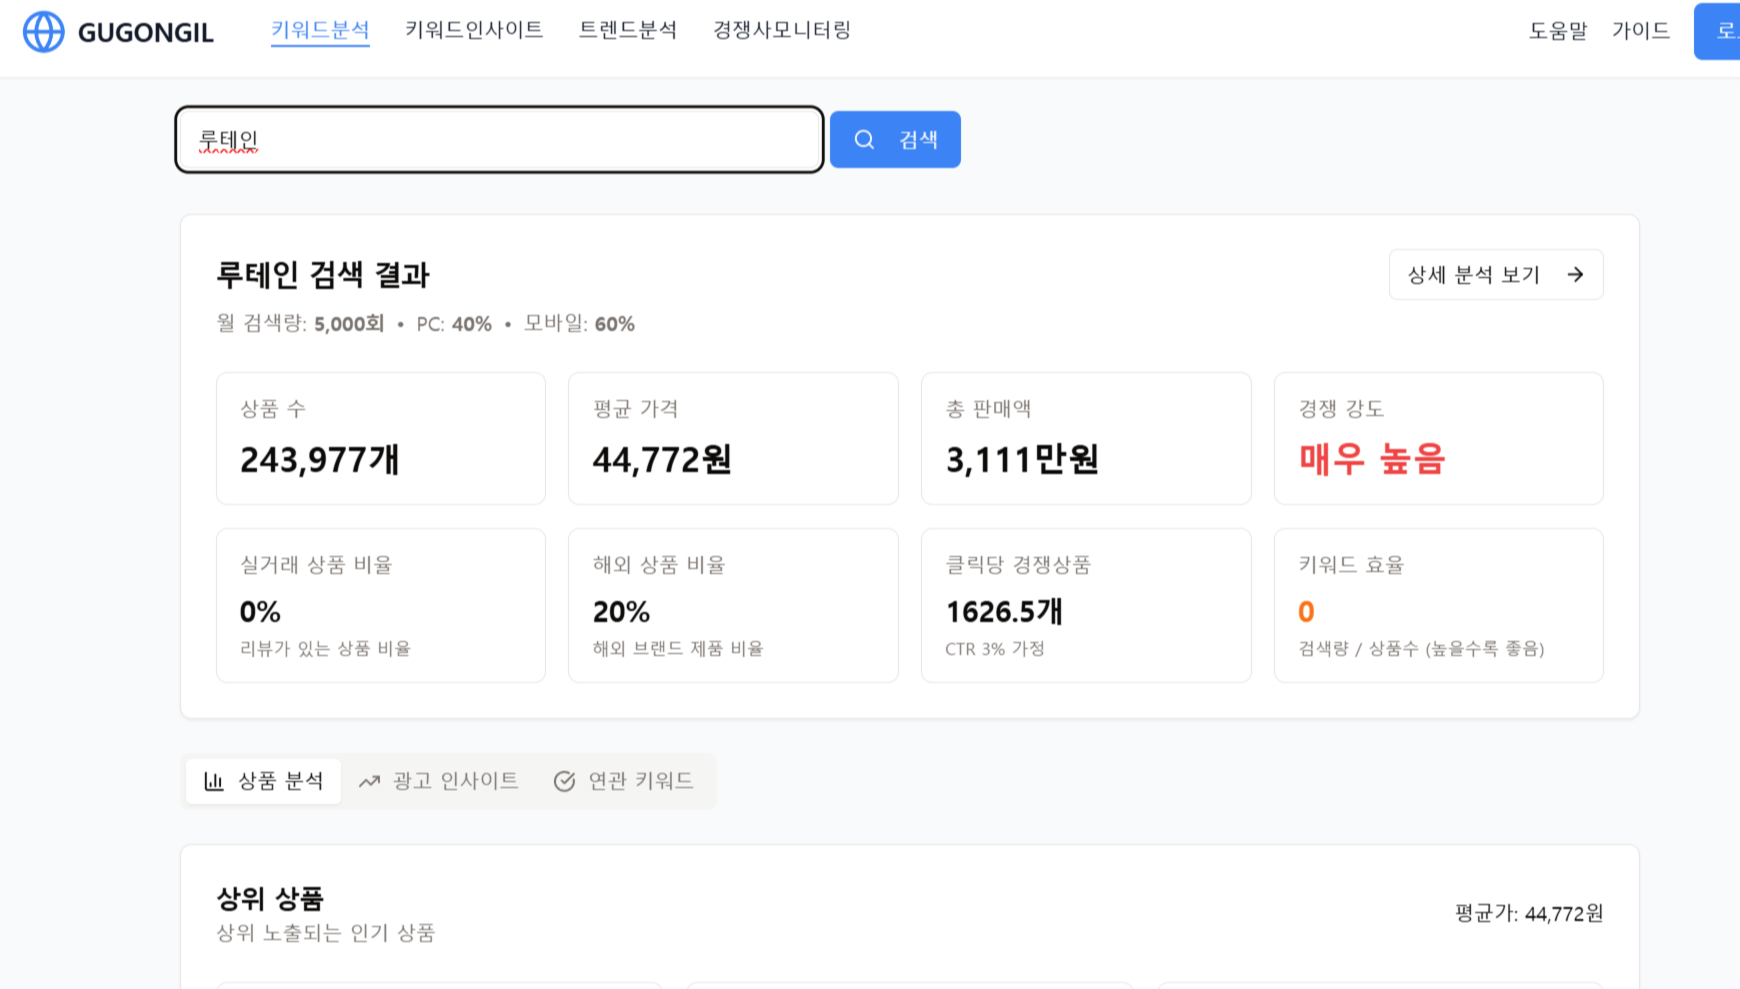 GUGONGIL 키워드분석 키워드인사이트 트렌드분석 경쟁사모니터링 도움말 가이드
루테인 검색
루테인 검색 결과 상세 분석 보기 →
월 검색량: 5,000회 • PC: 40% • 모바일: 60%
상품 수 평균 가격 총 판매액 경쟁 강도
243,977개 44,772원 3,111만원 매우 높음
실거래 상품 비율 해외 상품 비율 클릭당 경쟁상품 키워드 효율
0% 20% 1626.5개 0
리뷰가 있는 상품 비율 해외 브랜드 제품 비율 CTR 3% 가정 검색량 / 상품수 (높을수록 좋음)
상품 분석 광고 인사이트 연관 키워드
상위 상품
평균가: 44,772원
상위 노출되는 인기 상품